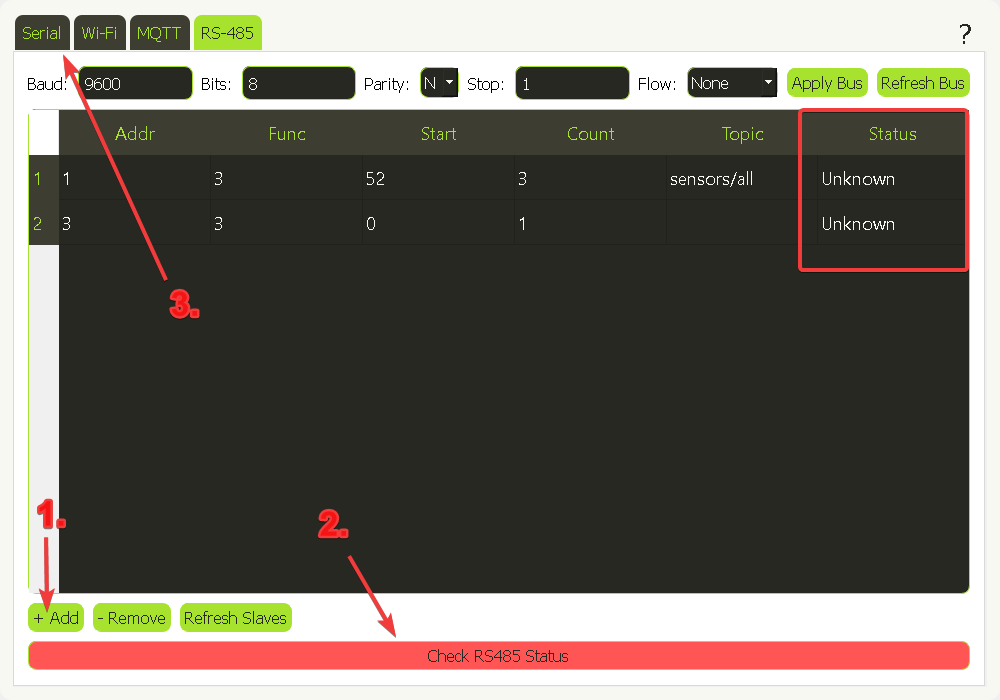 Serial Wi-Fi MQTT RS-485 ?
Baud: 9600 Bits: 8 Parity: N Stop: 1 Flow: None Apply Bus Refresh Bus
Addr Func Start Count Topic Status
1 1 3 52 3 sensors/all Unknown
2 3 3 0 1 Unknown
3.
1.
2.
+ Add - Remove Refresh Slaves
Check RS485 Status